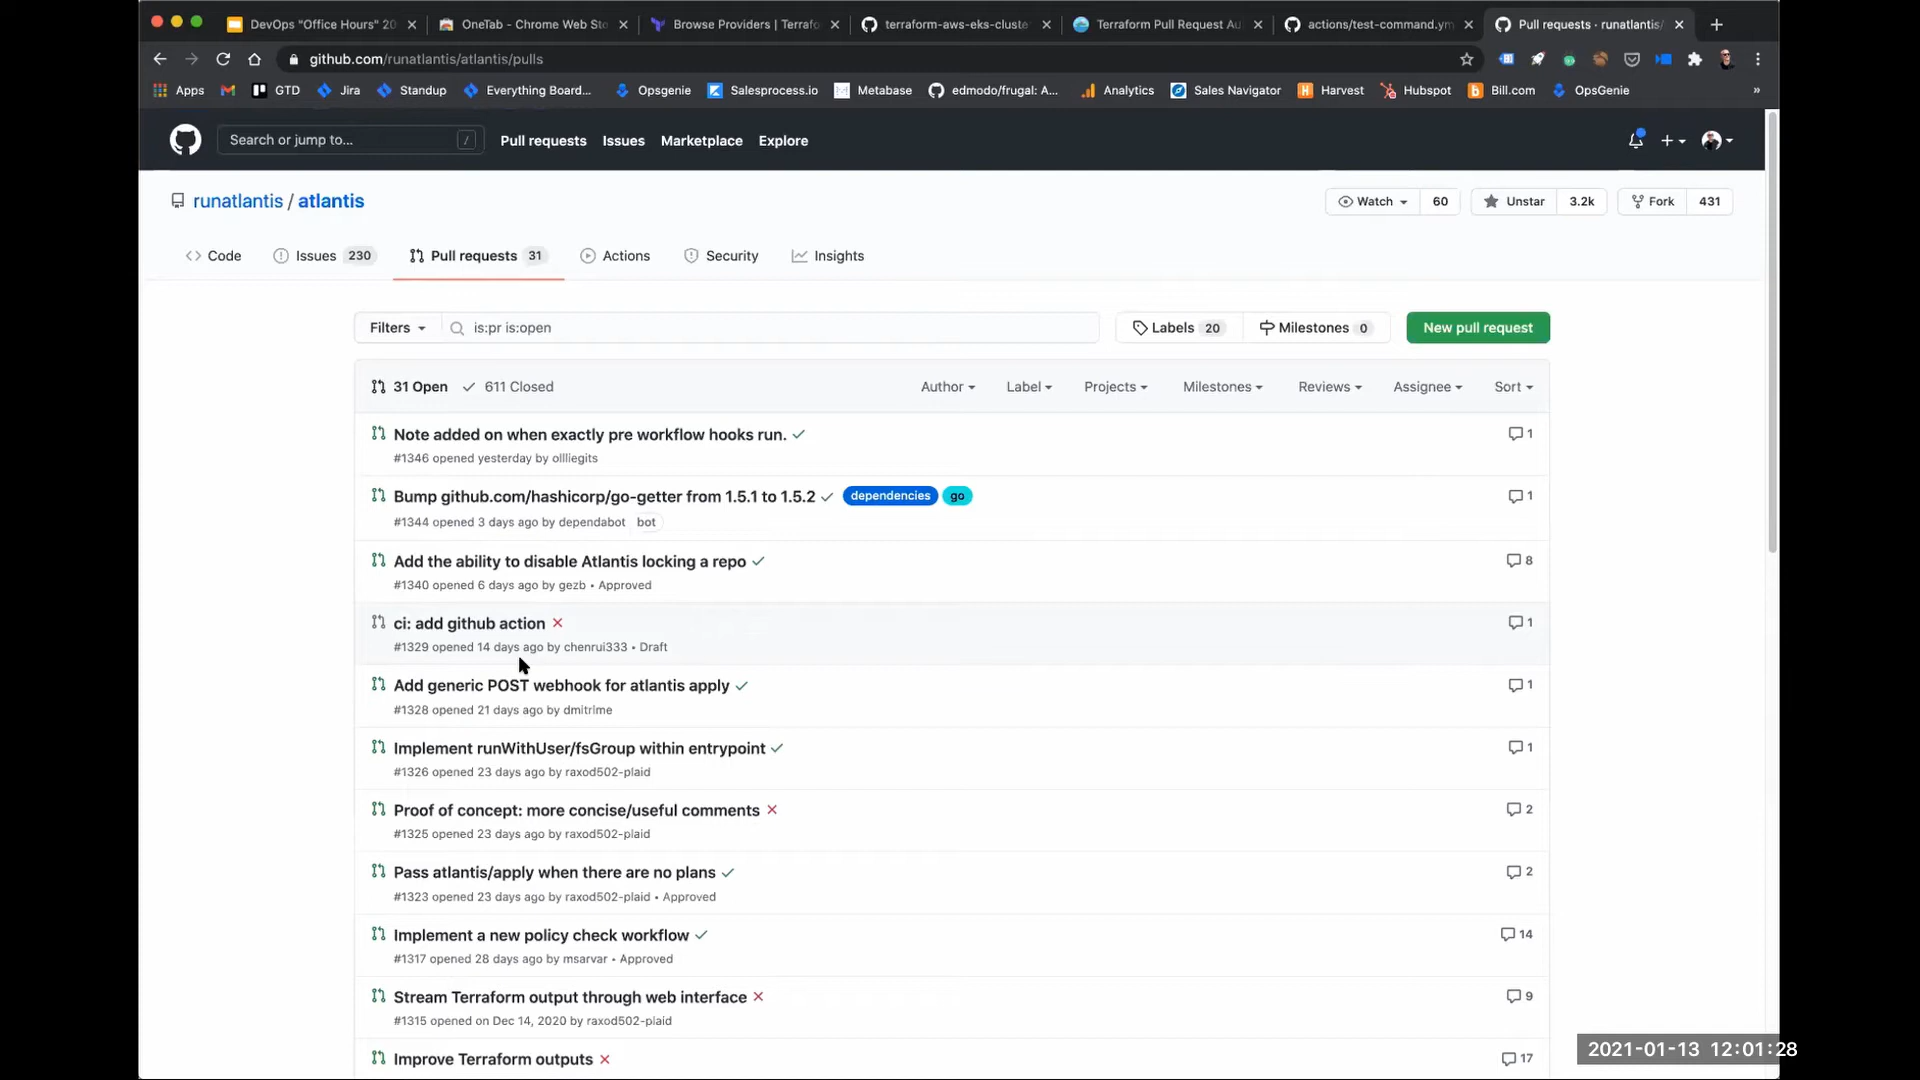 DevOps "Office Hours" 20
OneTab - Chrome Web Sto
Browse Providers | Terrafo
terraform-aws-eks-cluste
Terraform Pull Request Au
actions/test-command.ym
Pull requests · runatlantis/
github.com/runatlantis/atlantis/pulls
Apps GTD Jira Standup Everything Board... Opsgenie Salesprocess.io Metabase edmodo/frugal: A... Analytics Sales Navigator Harvest Hubspot Bill.com OpsGenie »
Search or jump to... / Pull requests Issues Marketplace Explore
runatlantis / atlantis Watch 60 Unstar 3.2k Fork 431
Code Issues 230 Pull requests 31 Actions Security Insights
Filters is:pr is:open Labels 20 Milestones 0 New pull request
31 Open 611 Closed Author Label Projects Milestones Reviews Assignee Sort
Note added on when exactly pre workflow hooks run. 1
#1346 opened yesterday by ollliegits
Bump github.com/hashicorp/go-getter from 1.5.1 to 1.5.2 dependencies go 1
#1344 opened 3 days ago by dependabot bot
Add the ability to disable Atlantis locking a repo 8
#1340 opened 6 days ago by gezb • Approved
ci: add github action 1
#1329 opened 14 days ago by chenrui333 • Draft
Add generic POST webhook for atlantis apply 1
#1328 opened 21 days ago by dmitrlme
Implement runWithUser/fsGroup within entrypoint 1
#1326 opened 23 days ago by raxod502-plaid
Proof of concept: more concise/useful comments 2
#1325 opened 23 days ago by raxod502-plaid
Pass atlantis/apply when there are no plans 2
#1323 opened 23 days ago by raxod502-plaid • Approved
Implement a new policy check workflow 14
#1317 opened 28 days ago by msarvar • Approved
Stream Terraform output through web interface 9
#1315 opened on Dec 14, 2020 by raxod502-plaid
Improve Terraform outputs 17
2021-01-13 12:01:28